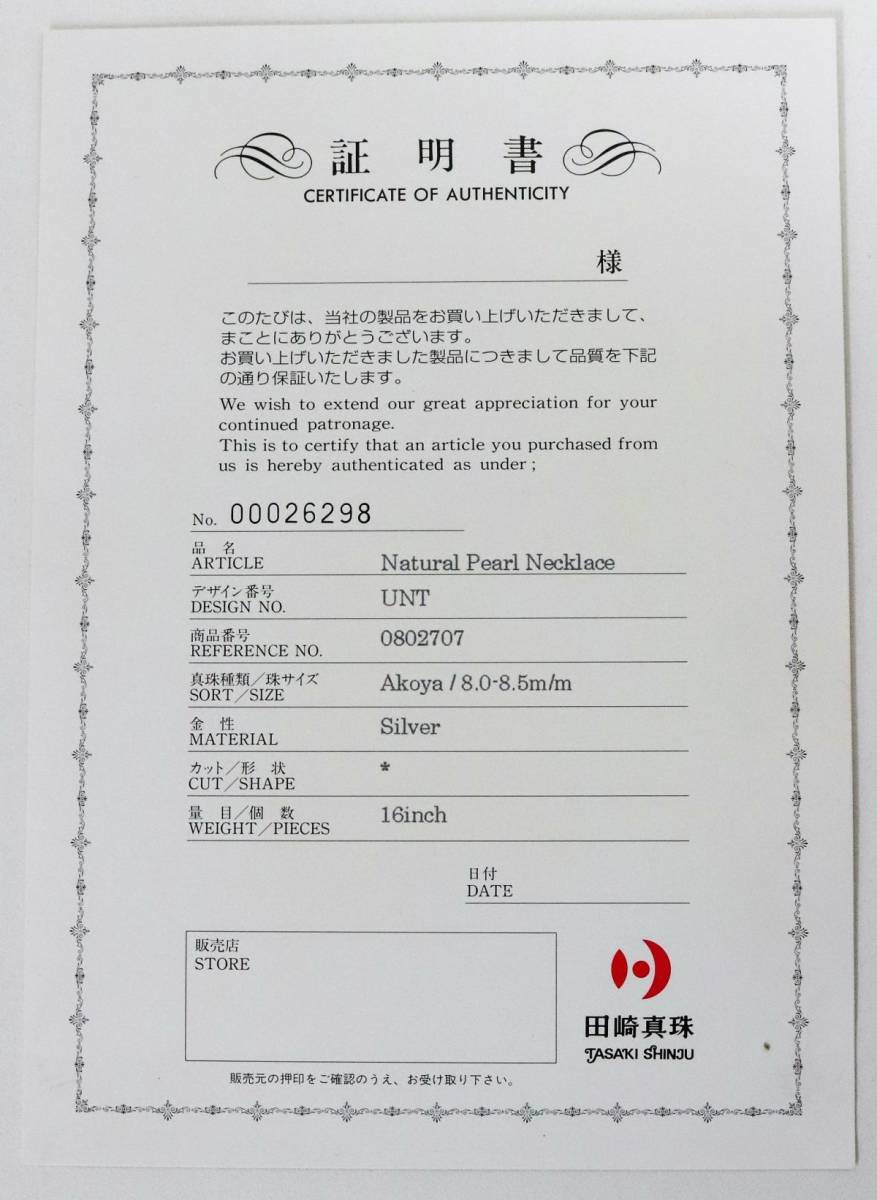 証 明 書
CERTIFICATE OF AUTHENTICITY
様
このたびは、当社の製品をお買い上げいただきまして、
まことにありがとうございます。
お買い上げいただきました製品につきまして品質を下記
の通り保証いたします。
We wish to extend our great appreciation for your
continued patronage.
This is to certify that an article you purchased from
us is hereby authenticated as under ;
No. 00026298
品 名
ARTICLE Natural Pearl Necklace
デザイン番号
DESIGN NO. UNT
商品番号
REFERENCE NO. 0802707
真珠種類／珠サイズ
SORT／SIZE Akoya / 8.0-8.5m/m
金 性
MATERIAL Silver
カット／形 状
CUT／SHAPE *
量 目／個 数
WEIGHT／PIECES 16inch
日付
DATE
販売店
STORE
田崎真珠
TASAKI SHINJU
販売元の押印をご確認のうえ、お受け取り下さい。